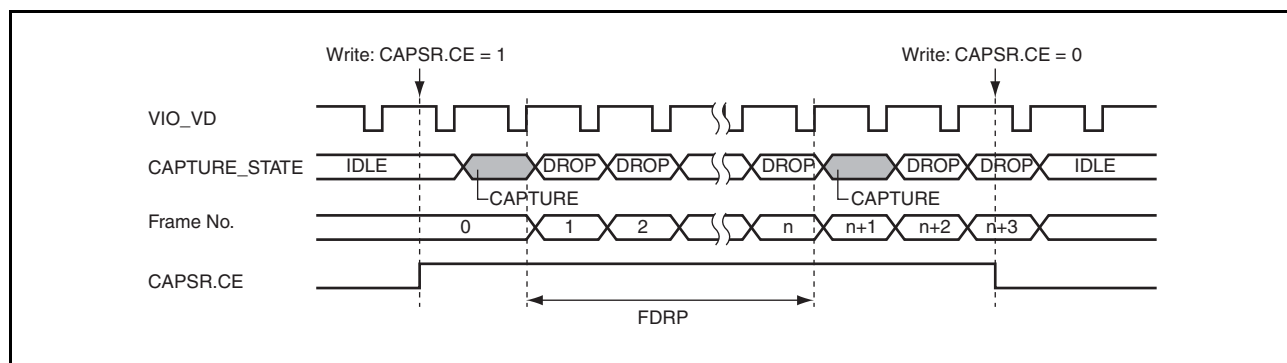 Write: CAPSR.CE = 1 Write: CAPSR.CE = 0
VIO_VD
CAPTURE_STATE IDLE DROP DROP DROP DROP DROP IDLE
CAPTURE CAPTURE
Frame No. 0 1 2 n n+1 n+2 n+3
CAPSR.CE
FDRP